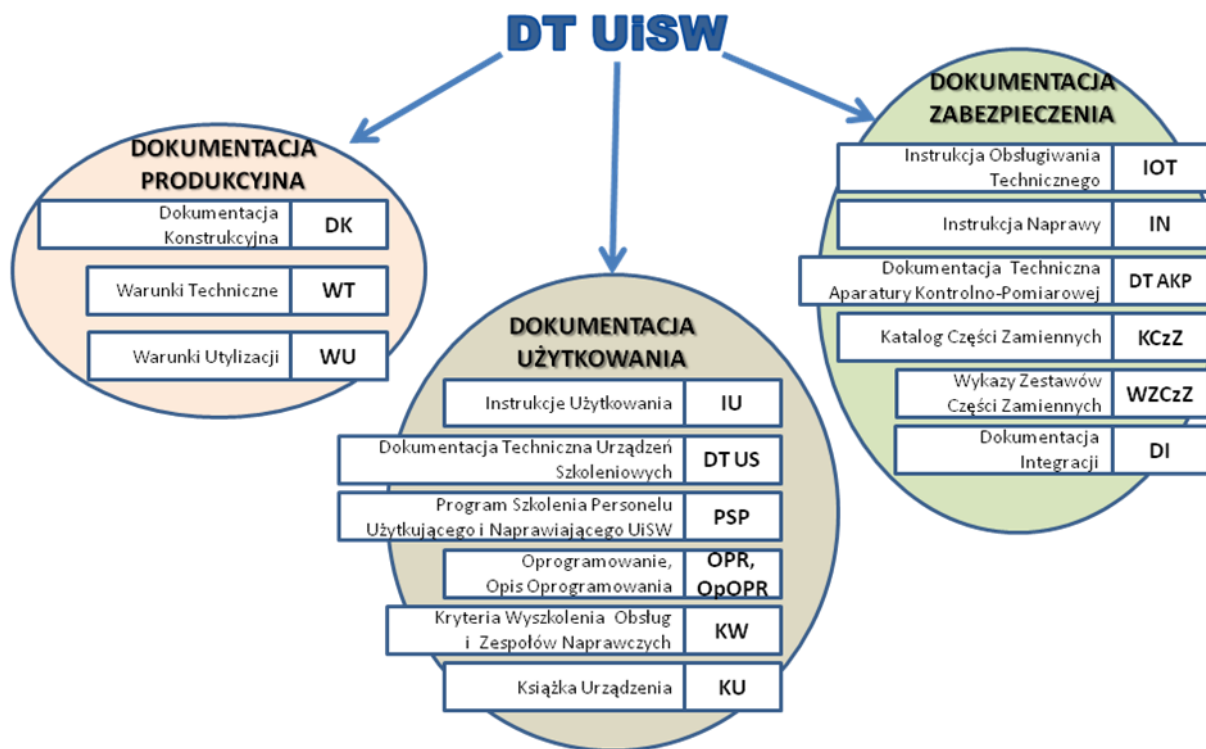 DT UiSW
DOKUMENTACJA
PRODUKCYJNA
Dokumentacja
Konstrukcyjna
DK
Warunki Techniczne
WT
Warunki Utylizacji
WU
DOKUMENTACJA
UŻYTKOWANIA
Instrukcje Użytkowania
IU
Dokumentacja Techniczna Urządzeń
Szkoleniowych
DT US
Program Szkolenia Personelu
Użytkującego i Naprawiającego UiSW
PSP
Oprogramowanie,
Opis Oprogramowania
OPR,
OpOPR
Kryteria Wyszkolenia Obsług
i Zespołów Naprawczych
KW
Książka Urządzenia
KU
DOKUMENTACJA
ZABEZPIECZENIA
Instrukcja Obsługiwania
Technicznego
IOT
Instrukcja Naprawy
IN
Dokumentacja Techniczna
Aparatury Kontrolno-Pomiarowej
DT AKP
Katalog Części Zamiennych
KCzZ
Wykazy Zestawów
Części Zamiennych
WZCzZ
Dokumentacja
Integracji
DI